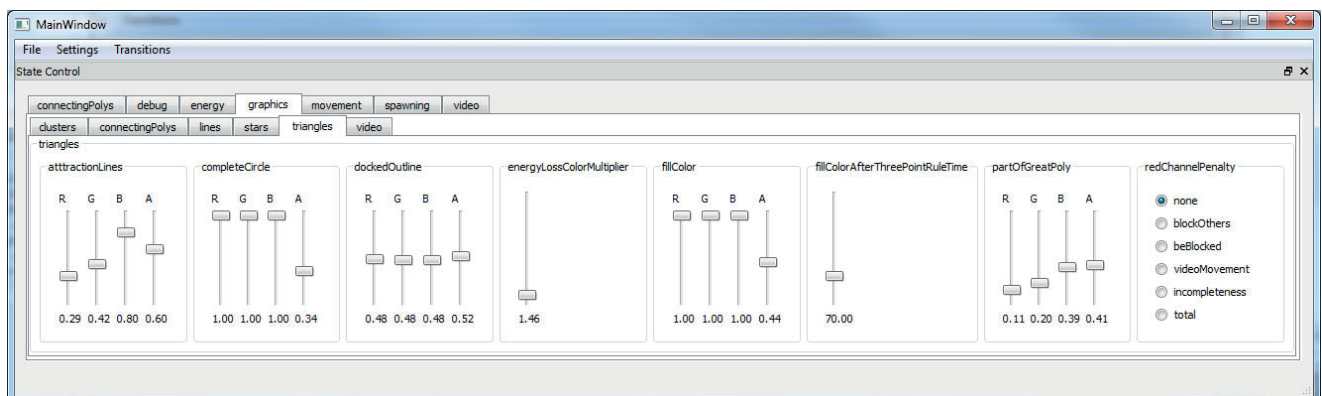 MainWindow
File Settings Transitions
State Control
connectingPolys debug energy graphics movement spawning video
clusters connectingPolys lines stars triangles video
triangles
atttractionLines completeCircle dockedOutline energyLossColorMultiplier fillColor fillColorAfterThreePointRuleTime partOfGreatPoly redChannelPenalty
R G B A R G B A R G B A R G B A R G B A none
blockOthers
beBlocked
videoMovement
incompleteness
0.29 0.42 0.80 0.60 1.00 1.00 1.00 0.34 0.48 0.48 0.48 0.52 1.46 1.00 1.00 1.00 0.44 70.00 0.11 0.20 0.39 0.41 total